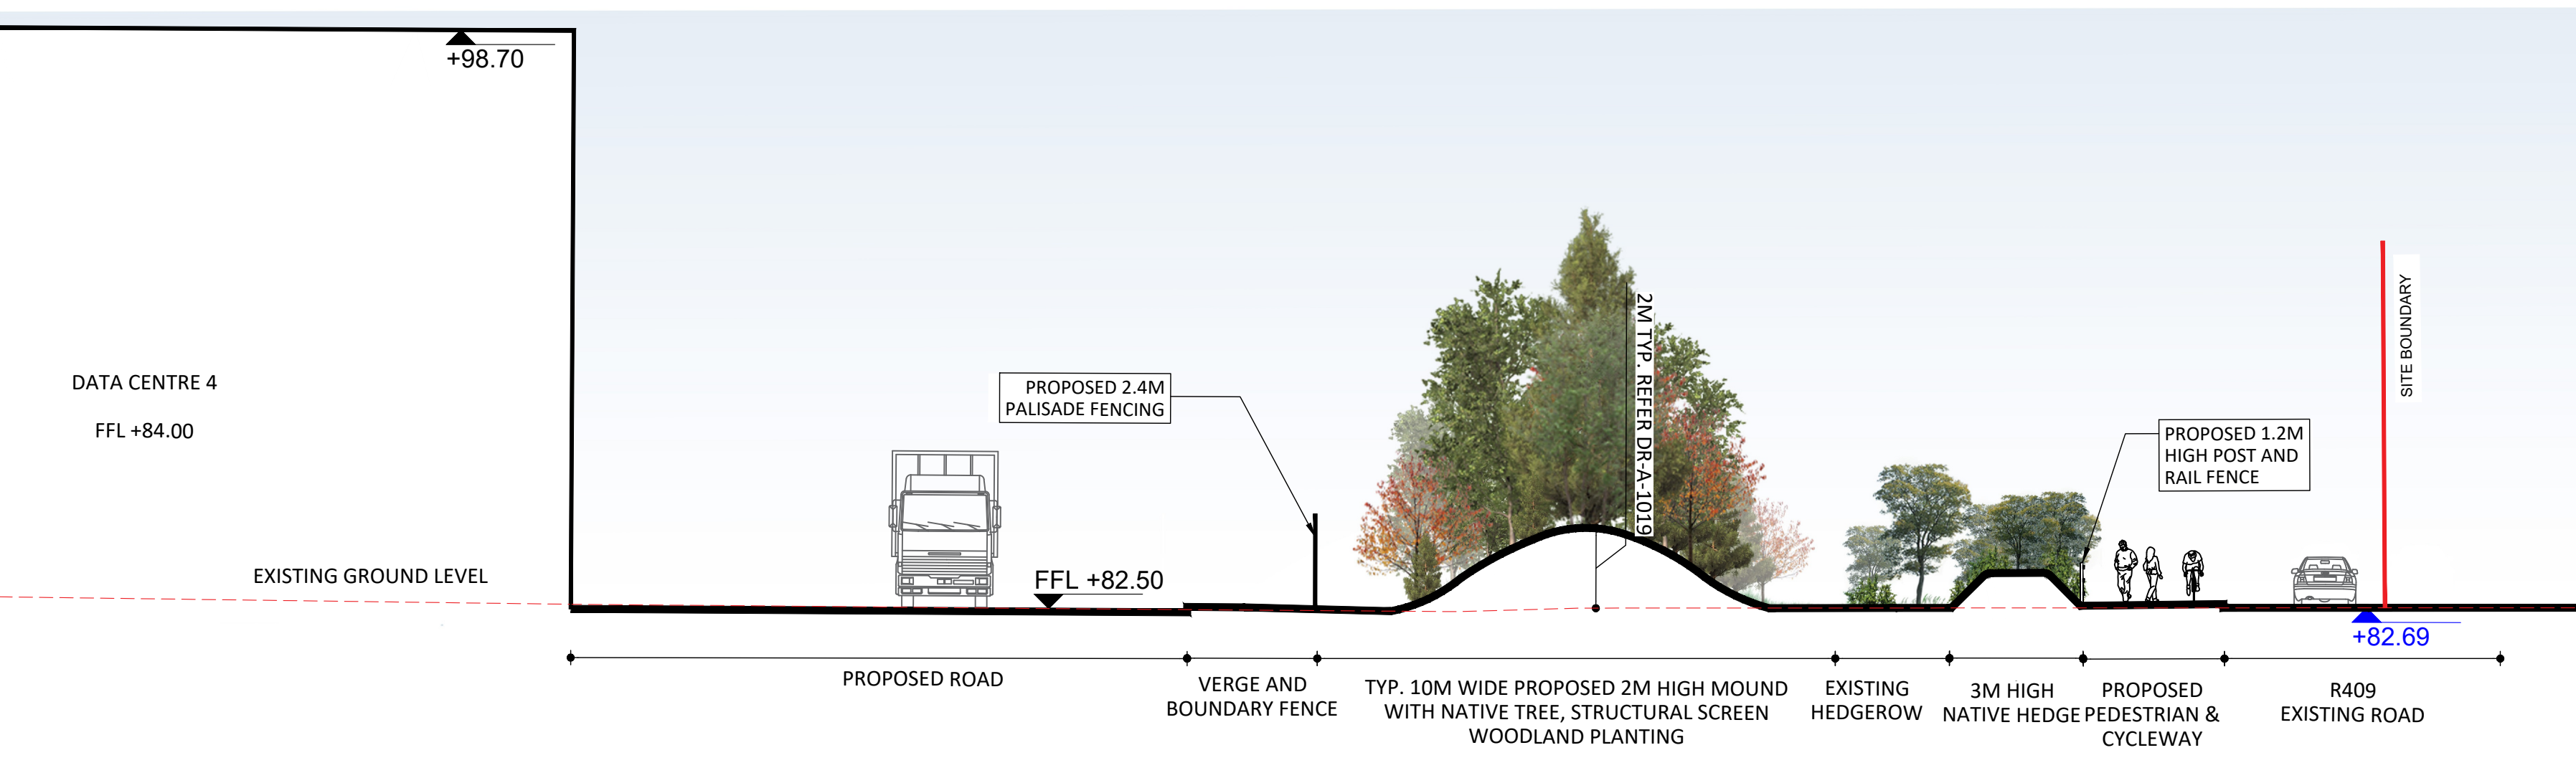 +98.70
DATA CENTRE 4
FFL +84.00
EXISTING GROUND LEVEL
FFL +82.50
PROPOSED 2.4M
PALISADE FENCING
2M TYP. REFER DR-A-1019
PROPOSED 1.2M
HIGH POST AND
RAIL FENCE
SITE BOUNDARY
+82.69
PROPOSED ROAD
VERGE AND
BOUNDARY FENCE
TYP. 10M WIDE PROPOSED 2M HIGH MOUND
WITH NATIVE TREE, STRUCTURAL SCREEN
WOODLAND PLANTING
EXISTING
HEDGEROW
3M HIGH
NATIVE HEDGE
PROPOSED
PEDESTRIAN &
CYCLEWAY
R409
EXISTING ROAD